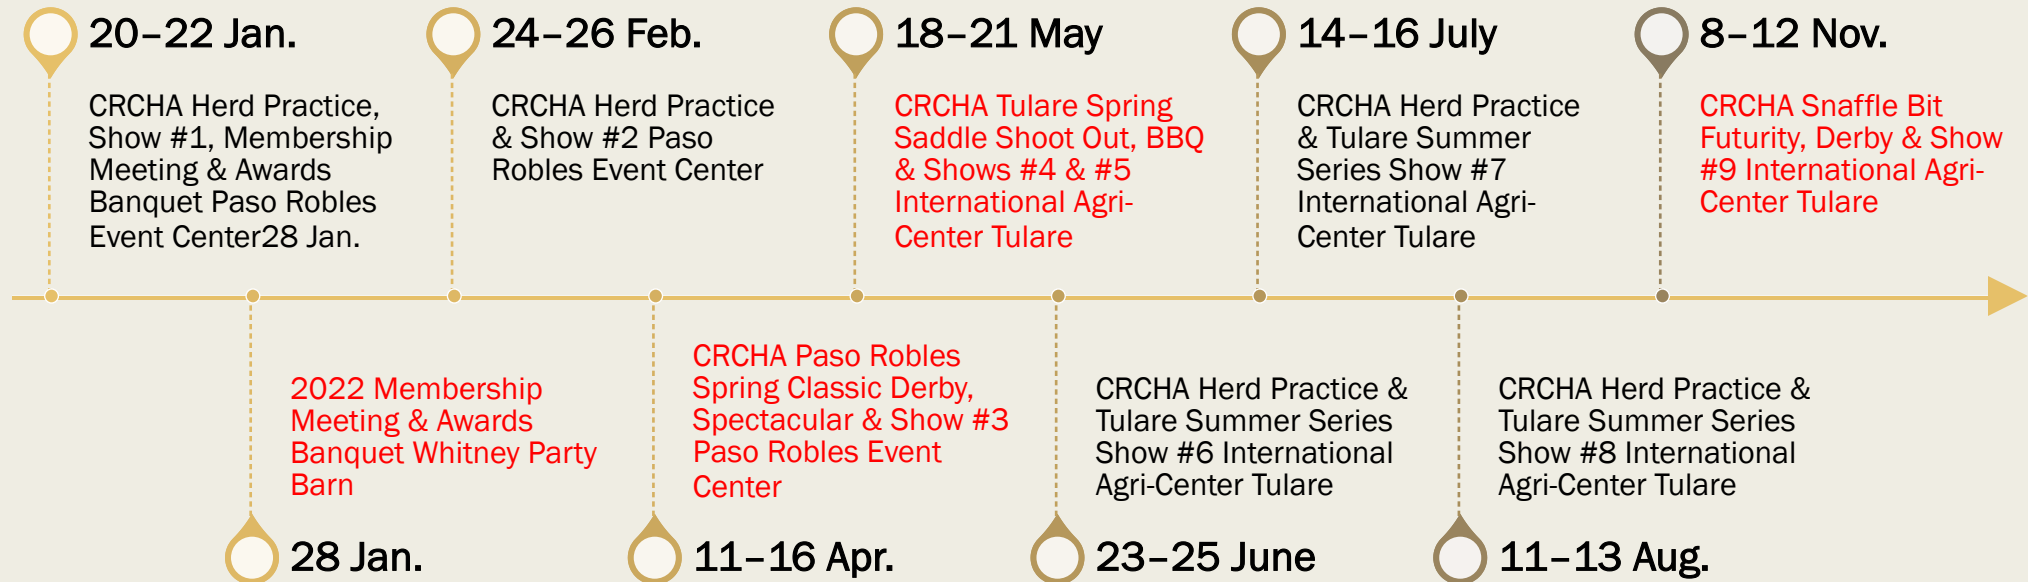 20–22 Jan.
CRCHA Herd Practice,
Show #1, Membership
Meeting & Awards
Banquet Paso Robles
Event Center28 Jan.
2022 Membership
Meeting & Awards
Banquet Whitney Party
Barn
28 Jan.
24–26 Feb.
CRCHA Herd Practice
& Show #2 Paso
Robles Event Center
CRCHA Paso Robles
Spring Classic Derby,
Spectacular & Show #3
Paso Robles Event
Center
11–16 Apr.
18–21 May
CRCHA Tulare Spring
Saddle Shoot Out, BBQ
& Shows #4 & #5
International Agri-
Center Tulare
CRCHA Herd Practice &
Tulare Summer Series
Show #6 International
Agri-Center Tulare
23–25 June
14–16 July
CRCHA Herd Practice
& Tulare Summer
Series Show #7
International Agri-
Center Tulare
CRCHA Herd Practice &
Tulare Summer Series
Show #8 International
Agri-Center Tulare
11–13 Aug.
8–12 Nov.
CRCHA Snaffle Bit
Futurity, Derby & Show
#9 International Agri-
Center Tulare